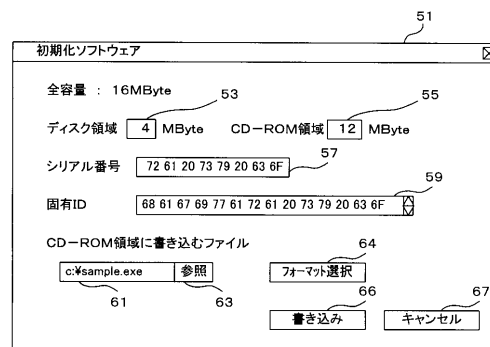 51
初期化ソフトウェア
全容量 : 16MByte
53
55
ディスク領域 4 MByte CD-ROM領域 12 MByte
57
シリアル番号 72 61 20 73 79 20 63 6F
59
固有ID 68 61 67 69 77 61 72 61 20 73 79 20 63 6F
CD-ROM領域に書き込むファイル
64
c:¥sample.exe 参照 フォーマット選択
61 63 66 67
書き込み キャンセル